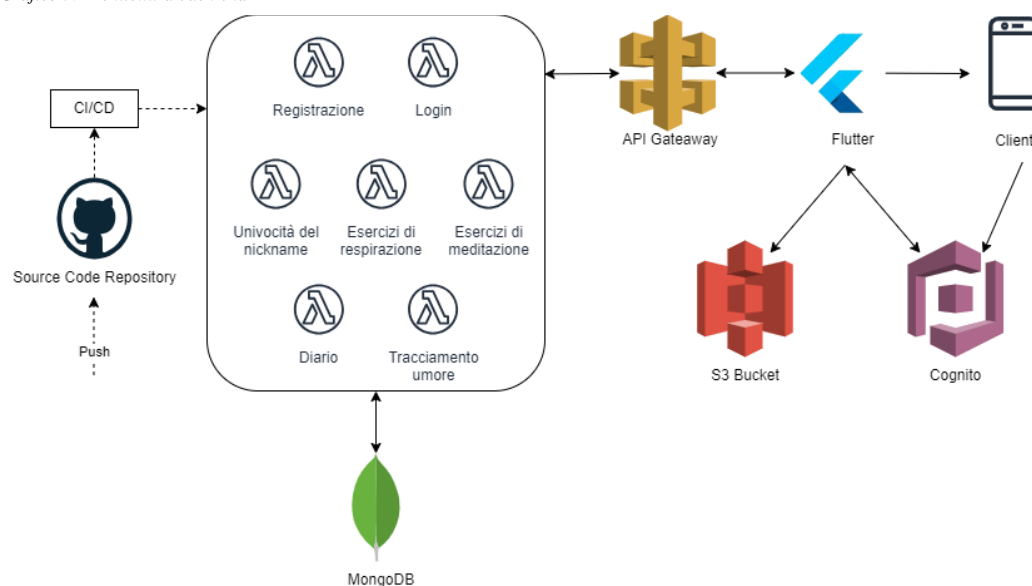 Registrazione
Login
CI/CD
API Gateaway
Flutter
Client
Univocità del
nickname
Esercizi di
respirazione
Esercizi di
meditazione
Source Code Repository
Push
Diario
Tracciamento
umore
S3 Bucket
Cognito
MongoDB